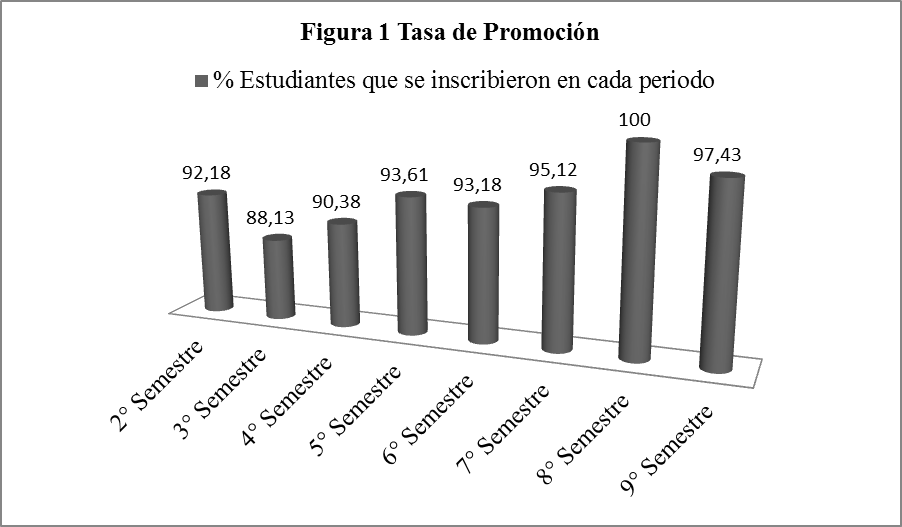 Figura 1 Tasa de Promoción
% Estudiantes que se inscribieron en cada periodo
92,18
88,13
90,38
93,61
93,18
95,12
100
97,43
2° Semestre
3° Semestre
4° Semestre
5° Semestre
6° Semestre
7° Semestre
8° Semestre
9° Semestre